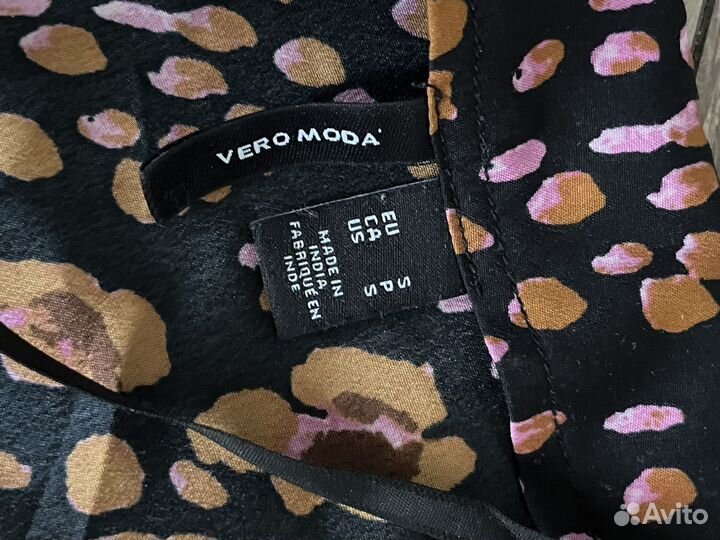 VERO MODA
EU S
CA P
US S
MADE IN
INDIA
FABRIQUÉ EN
INDE
Avito